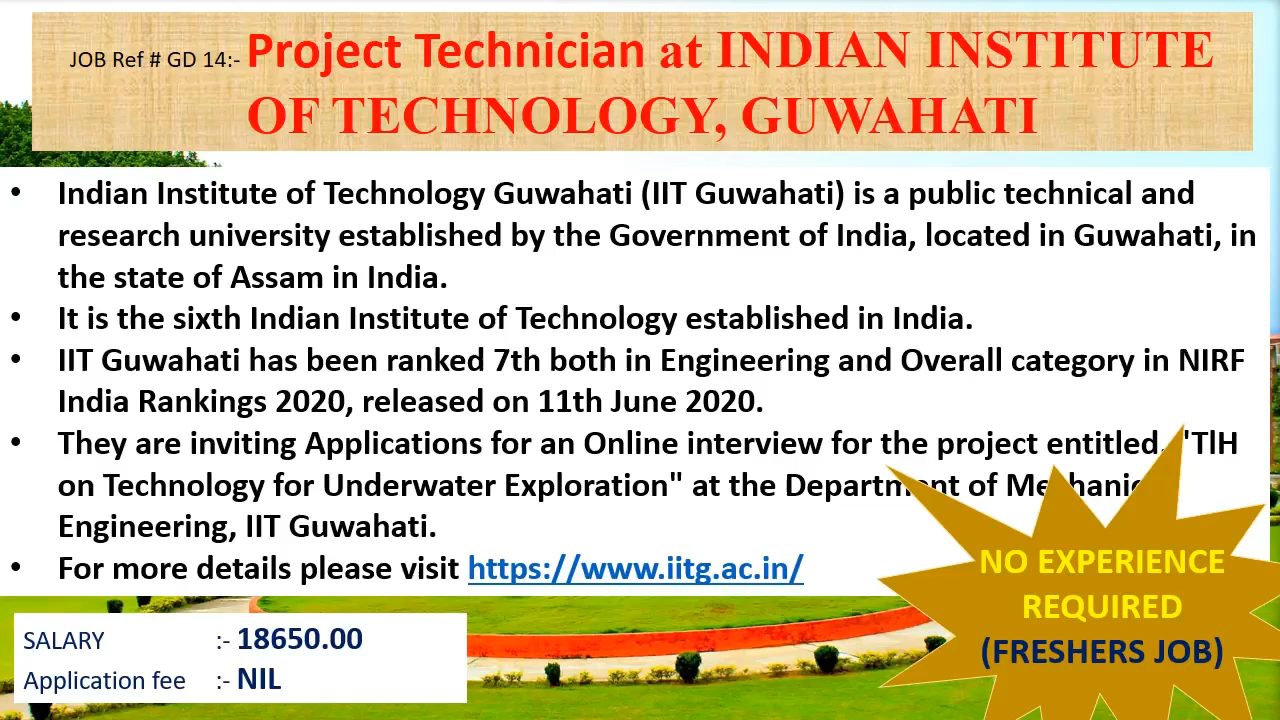 JOB Ref # GD 14:- Project Technician at INDIAN INSTITUTE
OF TECHNOLOGY, GUWAHATI
• Indian Institute of Technology Guwahati (IIT Guwahati) is a public technical and
research university established by the Government of India, located in Guwahati, in
the state of Assam in India.
• It is the sixth Indian Institute of Technology established in India.
• IIT Guwahati has been ranked 7th both in Engineering and Overall category in NIRF
India Rankings 2020, released on 11th June 2020.
• They are inviting Applications for an Online interview for the project entitled, "TlH
on Technology for Underwater Exploration" at the Department of Mechanic
Engineering, IIT Guwahati.
• For more details please visit https://www.iitg.ac.in/
NO EXPERIENCE
REQUIRED
(FRESHERS JOB)
SALARY :- 18650.00
Application fee :- NIL